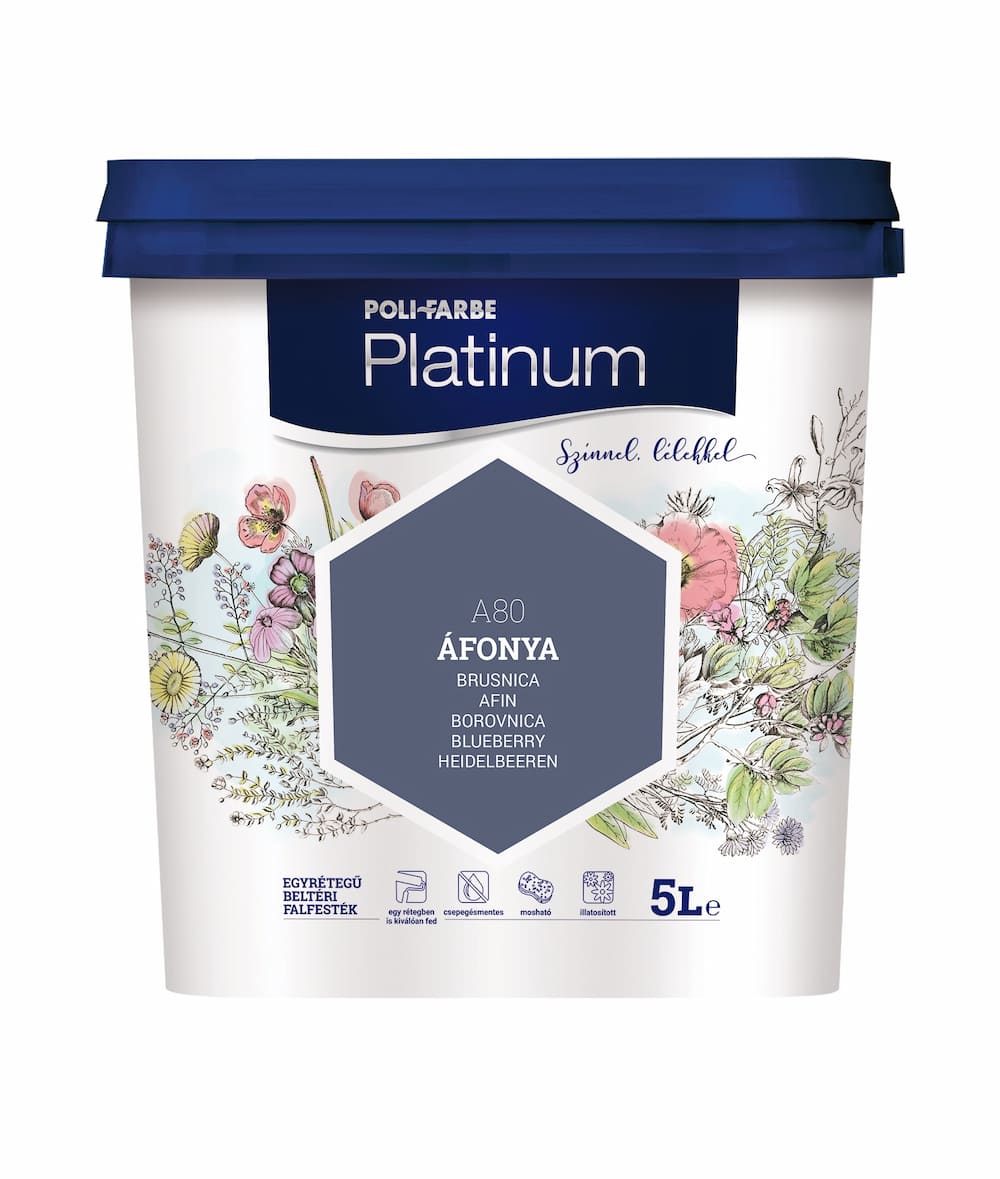 POLI-FARBE
Platinum
Színnel, lélekkel
A80
ÁFONYA
BRUSNICA
AFIN
BOROVNICA
BLUEBERRY
HEIDELBEEREN
EGYRÉTEGŰ
BELTÉRI
FALFESTÉK
egy rétegben
is kiválóan fed
csepegésmentes
mosható
illatosított
5L e